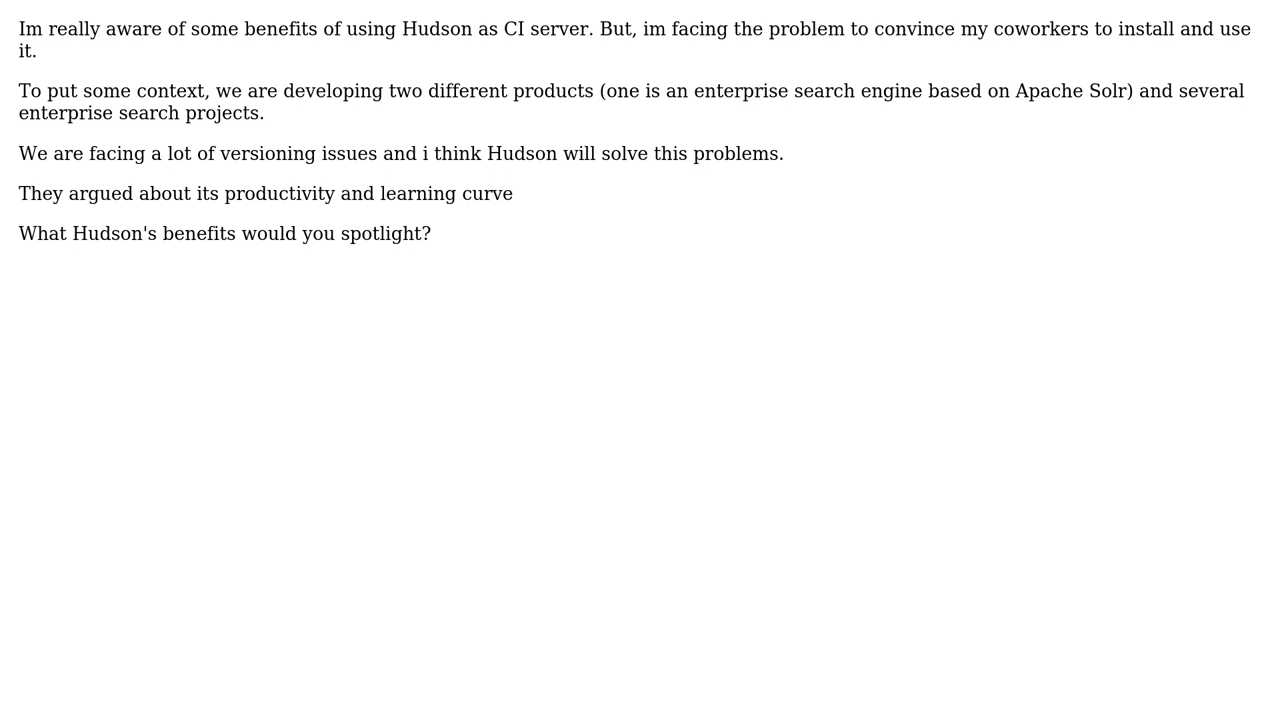 Im really aware of some benefits of using Hudson as CI server. But, im facing the problem to convince my coworkers to install and use
it.
To put some context, we are developing two different products (one is an enterprise search engine based on Apache Solr) and several
enterprise search projects.
We are facing a lot of versioning issues and i think Hudson will solve this problems.
They argued about its productivity and learning curve
What Hudson's benefits would you spotlight?